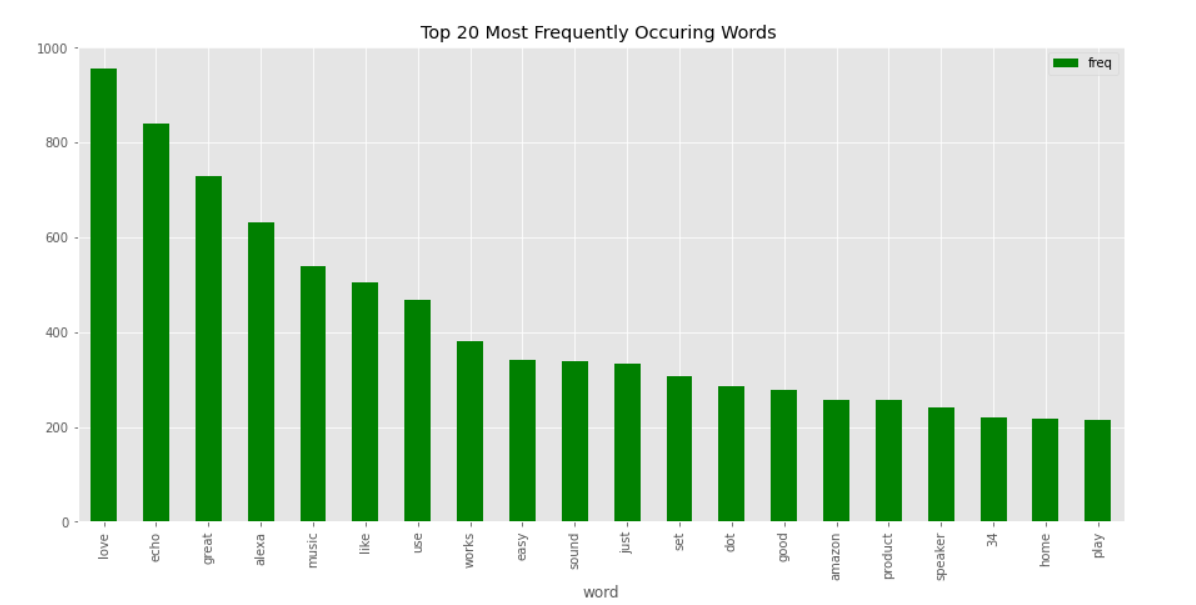 Top 20 Most Frequently Occuring Words
freq
1000
800
600
400
200
0
love
echo
great
alexa
music
like
use
works
easy
sound
just
set
dot
good
amazon
product
speaker
34
home
play
word